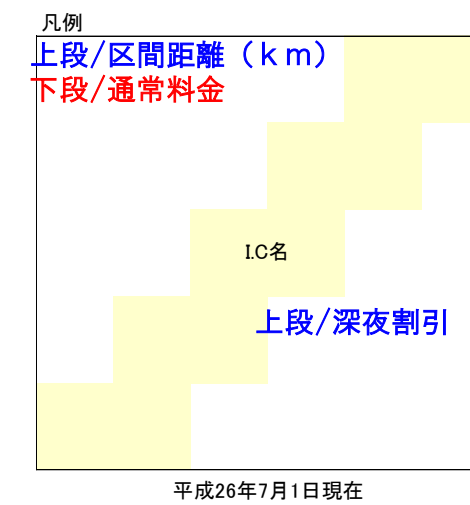 凡例
上段/区間距離（ｋｍ）
下段/通常料金
I.C名
上段/深夜割引
平成26年7月1日現在